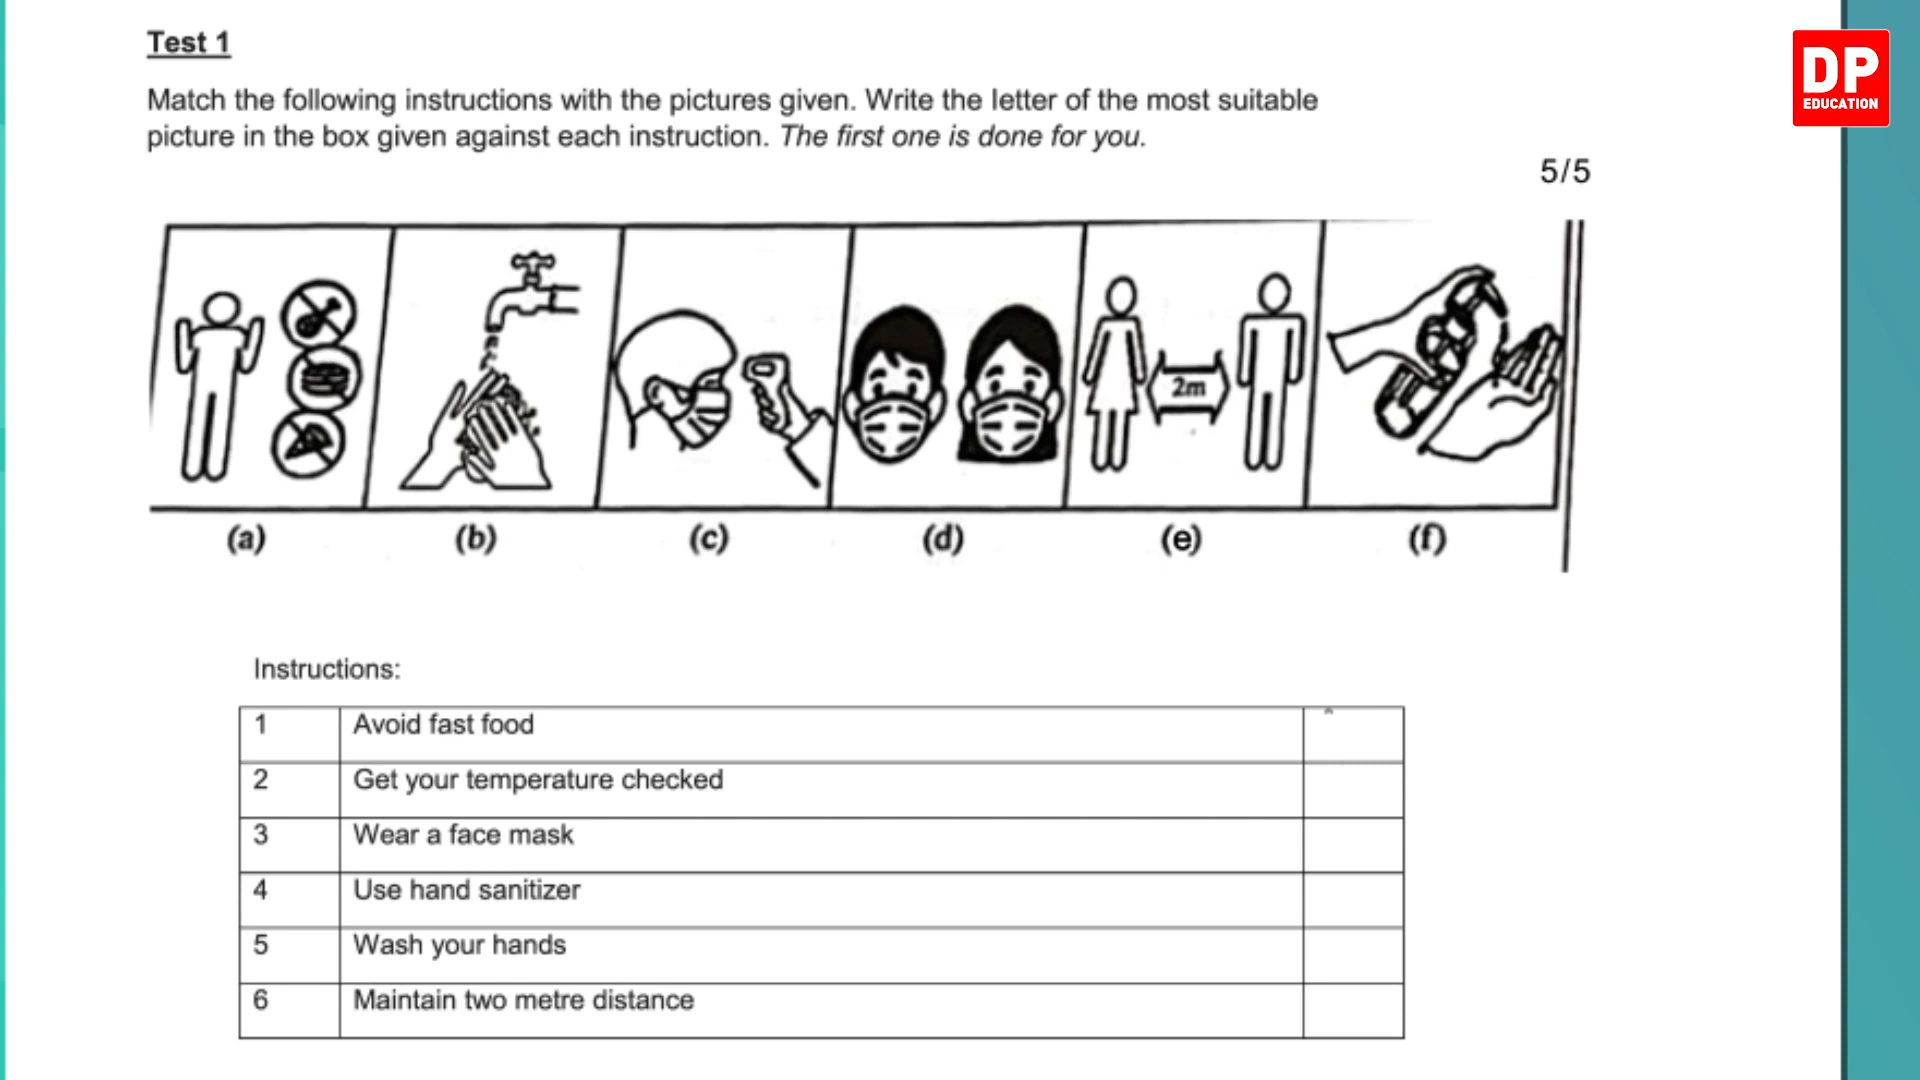 Test 1
DP
EDUCATION
Match the following instructions with the pictures given. Write the letter of the most suitable
picture in the box given against each instruction. The first one is done for you.
5/5
2m
(a) (b) (c) (d) (e) (f)
Instructions:
1 Avoid fast food
2 Get your temperature checked
3 Wear a face mask
4 Use hand sanitizer
5 Wash your hands
6 Maintain two metre distance